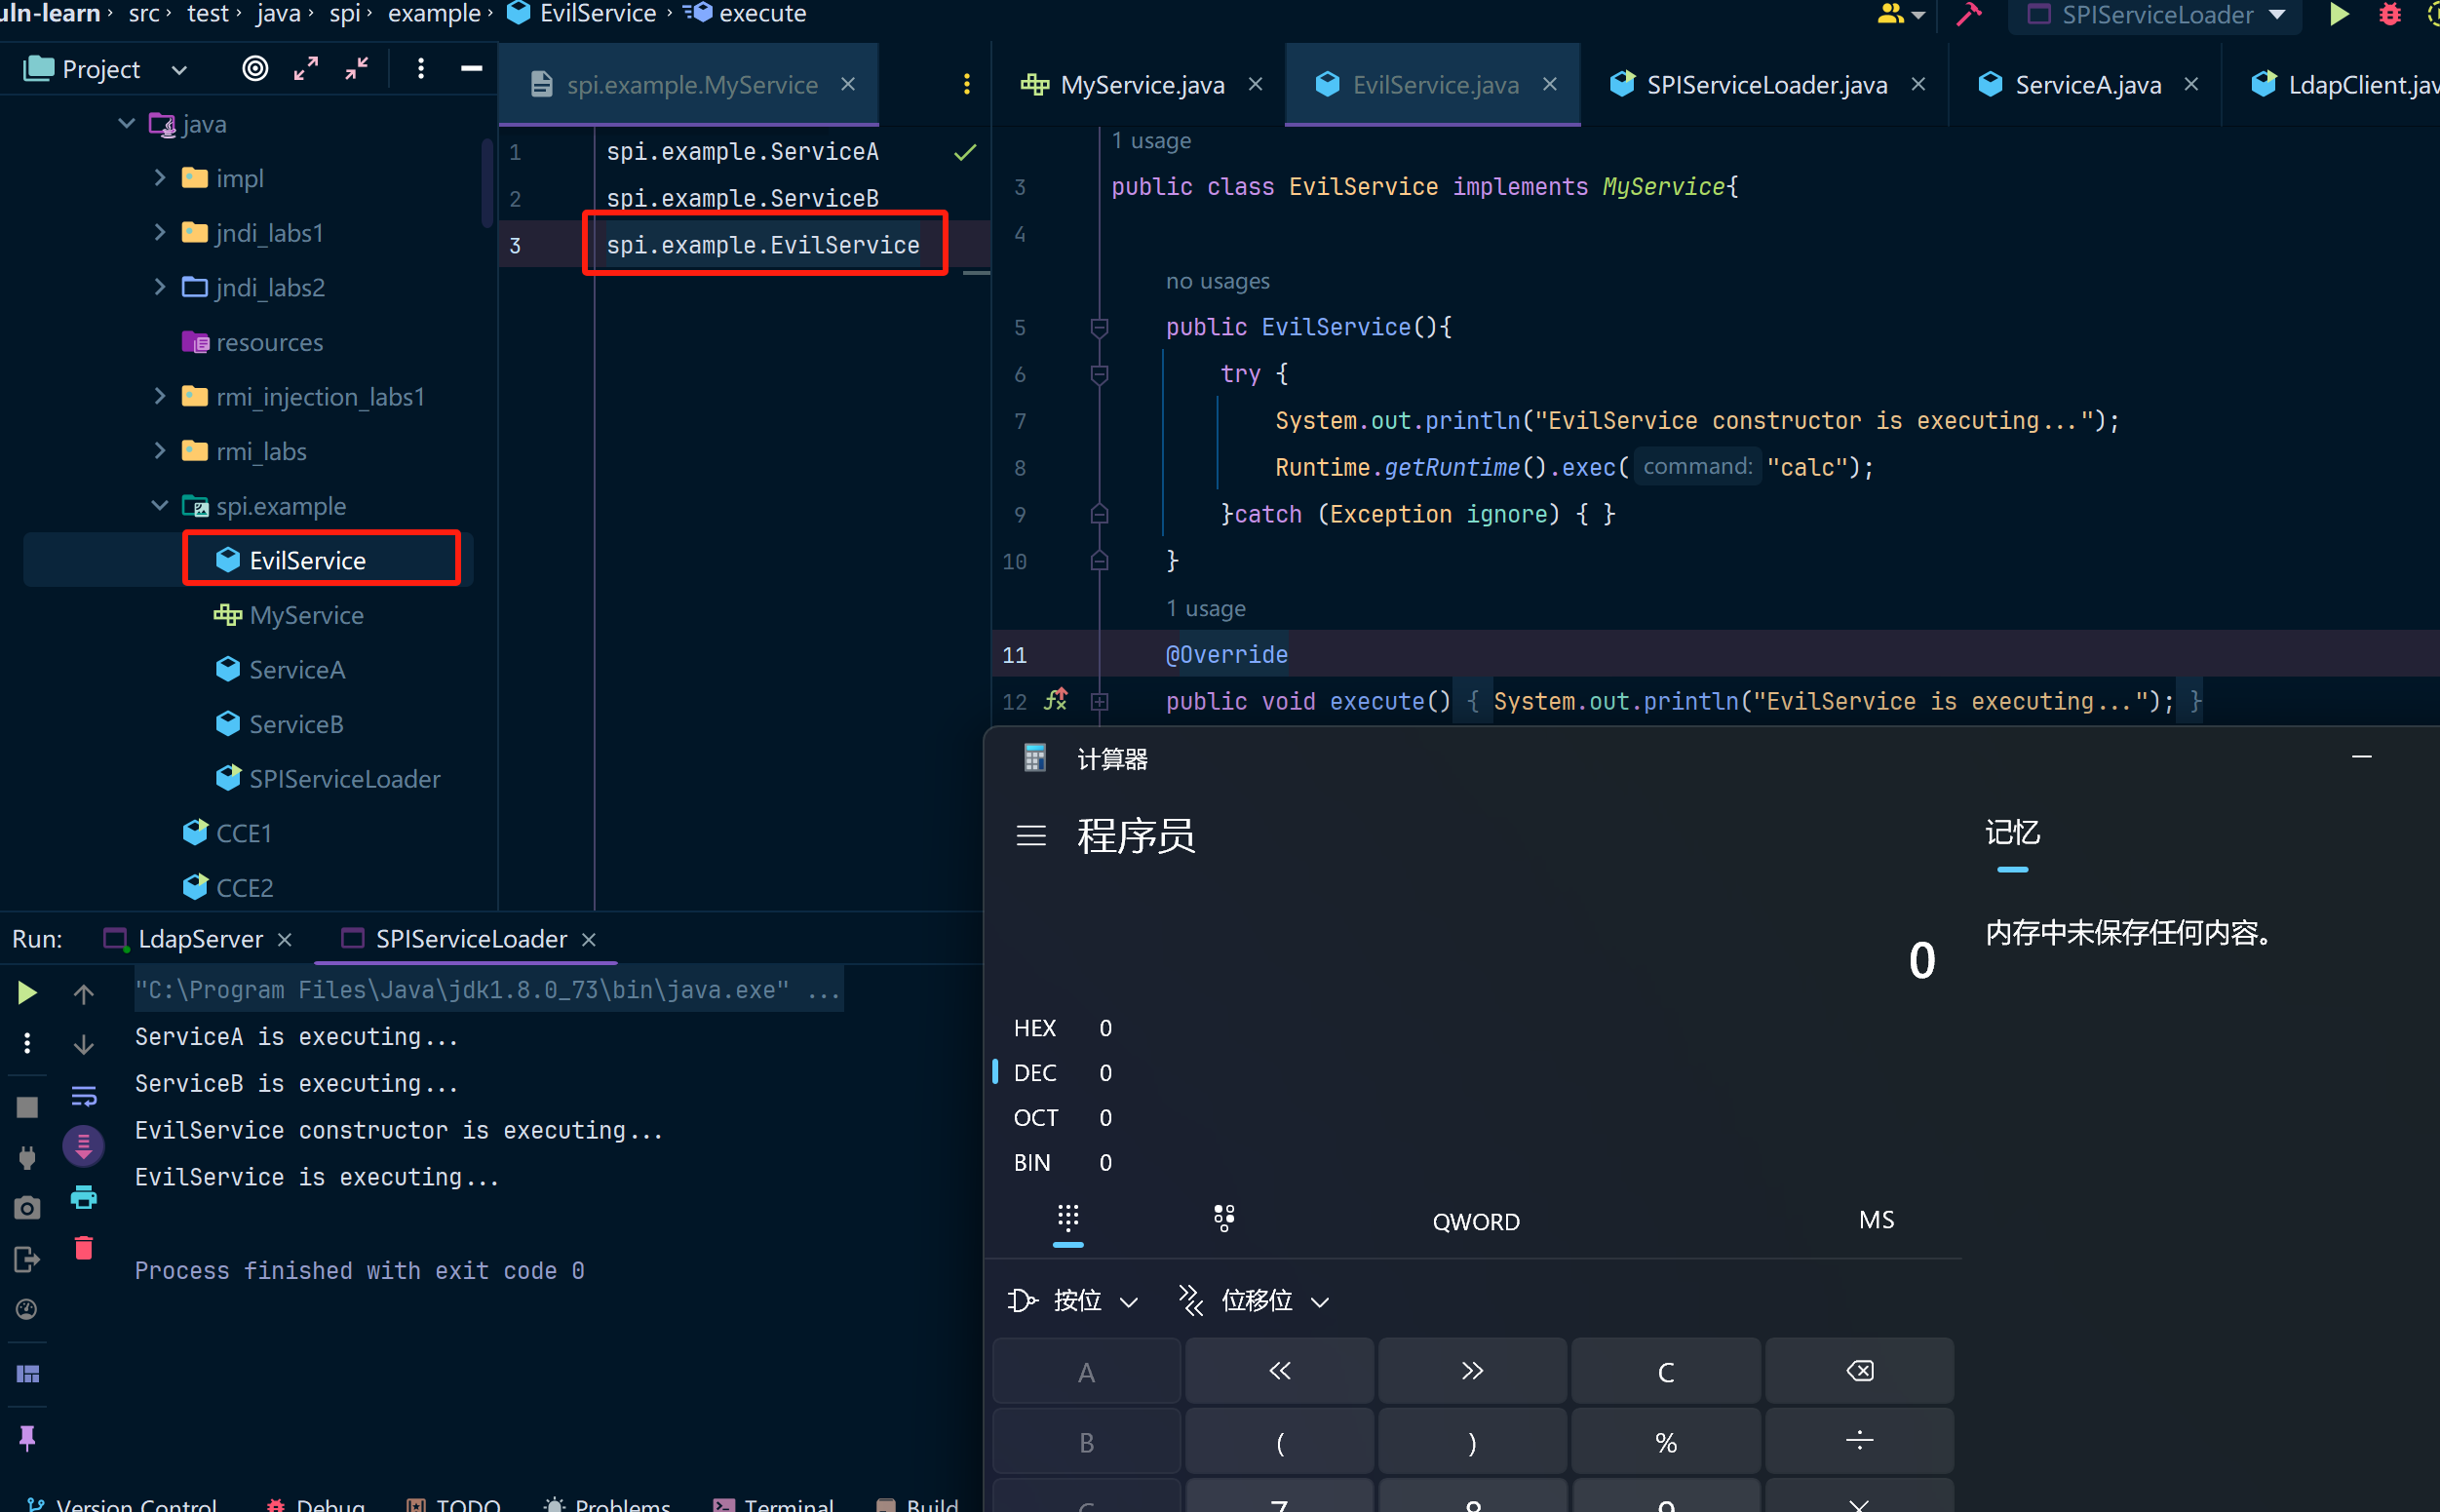 uln-learn › src › test › java › spi › example › EvilService › execute
SPIServiceLoader
Project
java
impl
jndi_labs1
jndi_labs2
resources
rmi_injection_labs1
rmi_labs
spi.example
EvilService
MyService
ServiceA
ServiceB
SPIServiceLoader
CCE1
CCE2
spi.example.MyService
1 spi.example.ServiceA
2 spi.example.ServiceB
3 spi.example.EvilService
MyService.java
EvilService.java
SPIServiceLoader.java
ServiceA.java
LdapClient.jav
1 usage
3 public class EvilService implements MyService{
4
no usages
5 public EvilService(){
6 try {
7 System.out.println("EvilService constructor is executing...");
8 Runtime.getRuntime().exec( command: "calc");
9 }catch (Exception ignore) { }
10 }
1 usage
11 @Override
12 public void execute() { System.out.println("EvilService is executing..."); }
Run:
LdapServer
SPIServiceLoader
"C:\Program Files\Java\jdk1.8.0_73\bin\java.exe" ...
ServiceA is executing...
ServiceB is executing...
EvilService constructor is executing...
EvilService is executing...
Process finished with exit code 0
计算器
程序员
记忆
内存中未保存任何内容。
0
HEX 0
DEC 0
OCT 0
BIN 0
QWORD
MS
按位
位移位
A « » C
B ( ) % ÷
C 7 8 9 ×
Version Control
Debug
TODO
Problems
Terminal
Build